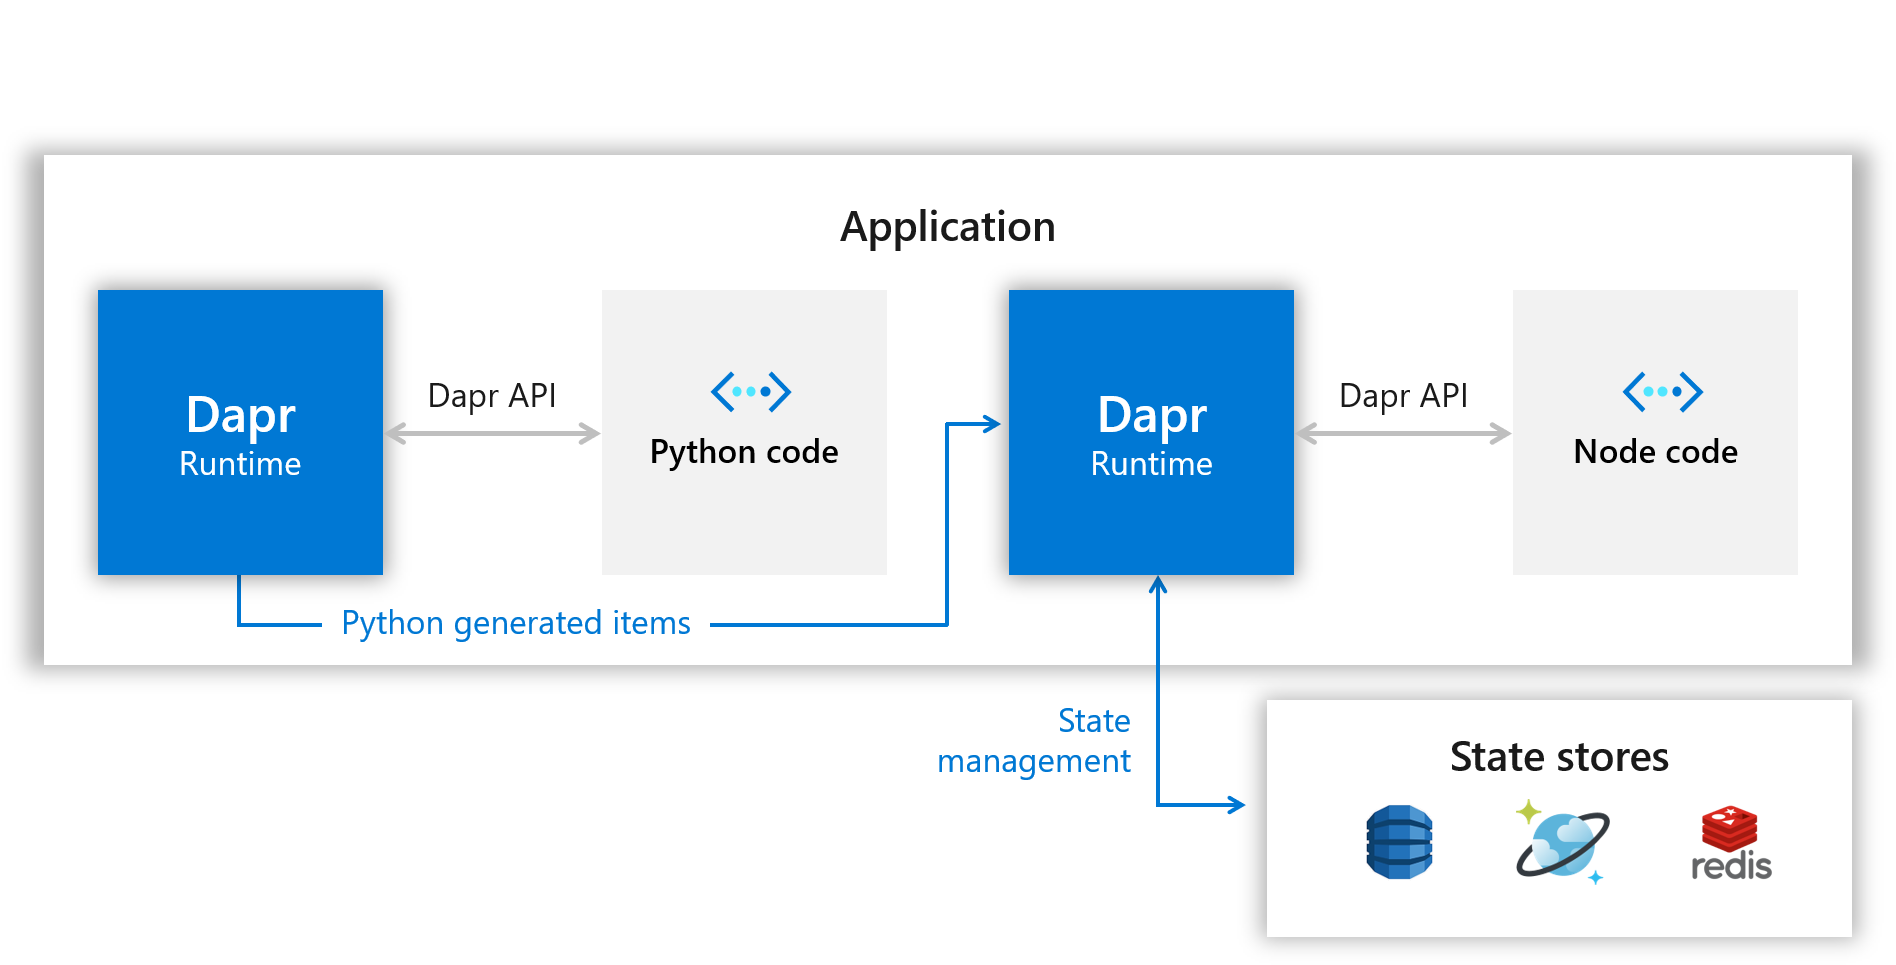 Application
Dapr
Runtime
Dapr API
Python code
Dapr
Runtime
Dapr API
Node code
Python generated items
State
management
State stores
redis